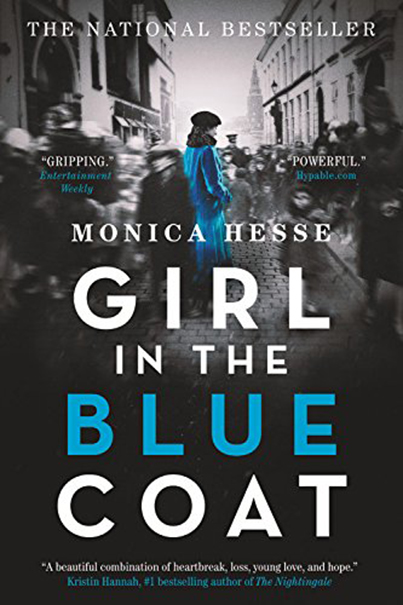 THE NATIONAL BESTSELLER
“GRIPPING.”
Entertainment
Weekly
“POWERFUL.”
Hypable.com
MONICA HESSE
GIRL
IN THE
BLUE
COAT
“A beautiful combination of heartbreak, loss, young love, and hope.”
Kristin Hannah, #1 bestselling author of The Nightingale